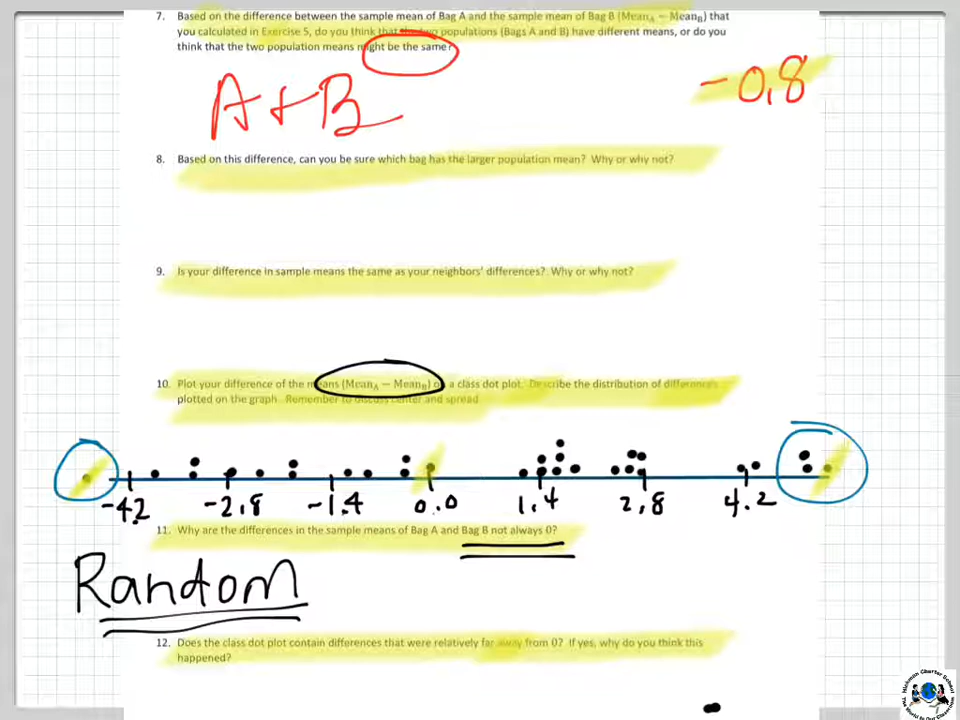 7. Based on the difference between the sample mean of Bag A and the sample mean of Bag B (MeanA − MeanB) that
you calculated in Exercise 5, do you think that the two populations (Bags A and B) have different means, or do you
think that the two population means might be the same?
A + B
-0.8
8. Based on this difference, can you be sure which bag has the larger population mean? Why or why not?
9. Is your difference in sample means the same as your neighbors' differences? Why or why not?
10. Plot your difference of the means (MeanA − MeanB) on a class dot plot. Describe the distribution of differences
plotted on the graph. Remember to discuss center and spread.
-4.2 -2.8 -1.4 0.0 1.4 2.8 4.2
11. Why are the differences in the sample means of Bag A and Bag B not always 0?
Random
12. Does the class dot plot contain differences that were relatively far away from 0? If yes, why do you think this
happened?
Hickman Charter School